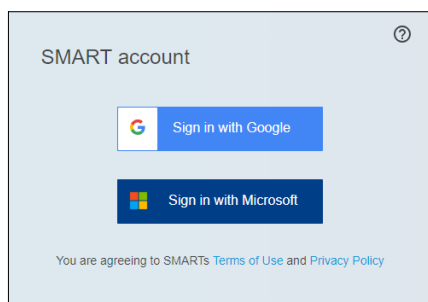 SMART account
Sign in with Google
Sign in with Microsoft
You are agreeing to SMARTs Terms of Use and Privacy Policy